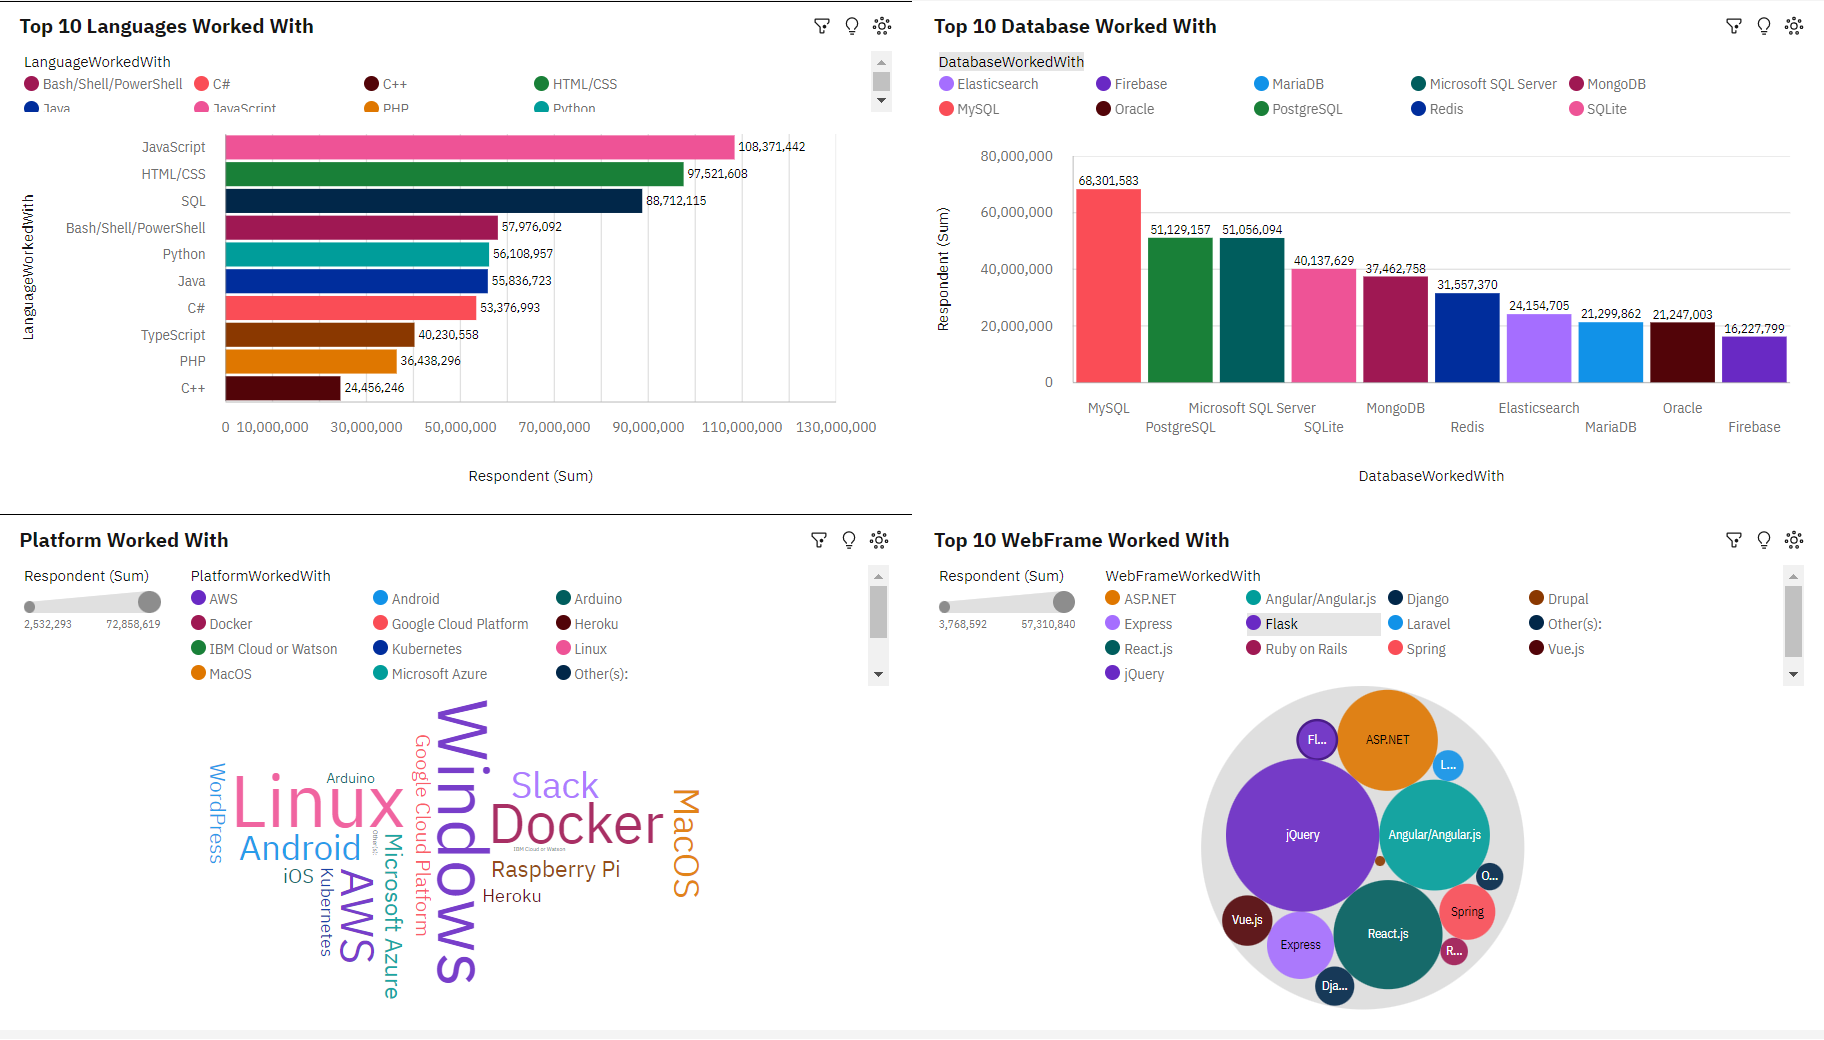 Top 10 Languages Worked With
LanguageWorkedWith
Bash/Shell/PowerShell C# C++ HTML/CSS
Java JavaScript PHP Python
LanguageWorkedWith
JavaScript 108,371,442
HTML/CSS 97,521,608
SQL 88,712,115
Bash/Shell/PowerShell 57,976,092
Python 56,108,957
Java 55,836,723
C# 53,376,993
TypeScript 40,230,558
PHP 36,438,296
C++ 24,456,246
0 10,000,000 30,000,000 50,000,000 70,000,000 90,000,000 110,000,000 130,000,000
Respondent (Sum)
Top 10 Database Worked With
DatabaseWorkedWith
Elasticsearch Firebase MariaDB Microsoft SQL Server MongoDB
MySQL Oracle PostgreSQL Redis SQLite
Respondent (Sum)
80,000,000
60,000,000
40,000,000
20,000,000
0
68,301,583
51,129,157
51,056,094
40,137,629
37,462,758
31,557,370
24,154,705
21,299,862
21,247,003
16,227,799
MySQL Microsoft SQL Server MongoDB Elasticsearch Oracle
PostgreSQL SQLite Redis MariaDB Firebase
DatabaseWorkedWith
Platform Worked With
Respondent (Sum)
2,532,293 72,858,619
PlatformWorkedWith
AWS Android Arduino
Docker Google Cloud Platform Heroku
IBM Cloud or Watson Kubernetes Linux
MacOS Microsoft Azure Other(s):
WordPress
Linux
Arduino
Android
Other(s):
iOS
Kubernetes
AWS
Microsoft Azure
Google Cloud Platform
Windows
Slack
Docker
IBM Cloud or Watson
Raspberry Pi
Heroku
MacOS
Top 10 WebFrame Worked With
Respondent (Sum)
3,768,592 57,310,840
WebFrameWorkedWith
ASP.NET Angular/Angular.js Django Drupal
Express Flask Laravel Other(s):
React.js Ruby on Rails Spring Vue.js
jQuery
Fl...
ASP.NET
L...
jQuery
Angular/Angular.js
O...
Spring
Vue.js
React.js
Express
R...
Dja...